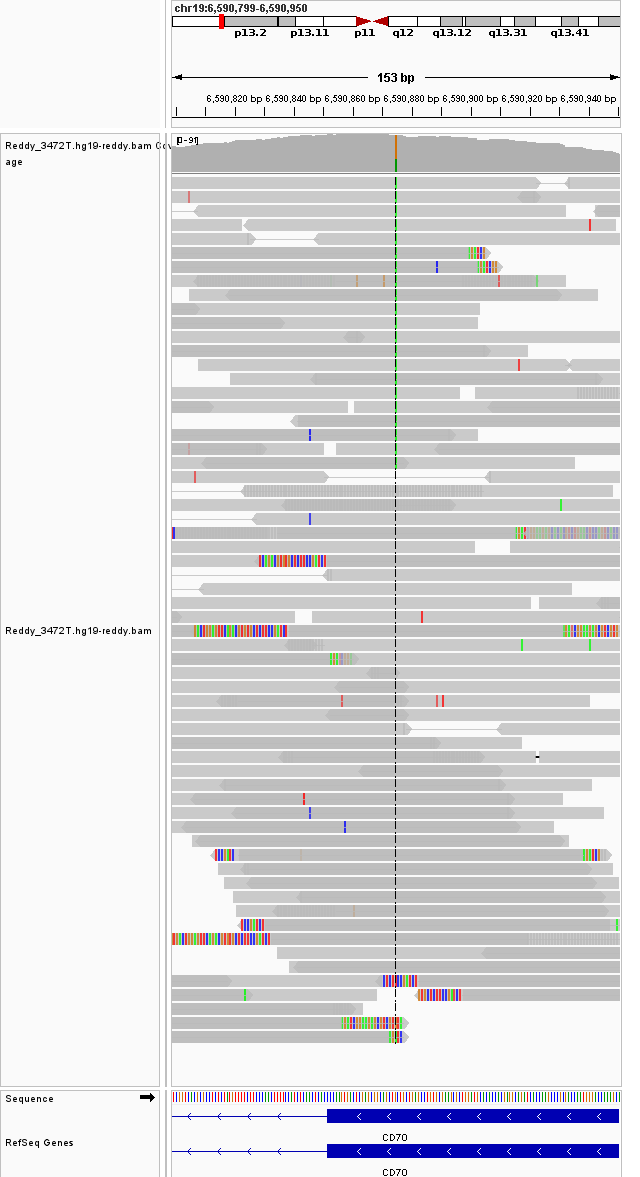 chr19:6,590,799-6,590,950
p13.2 p13.11 p11 q12 q13.12 q13.31 q13.41
153 bp
6,590,820 bp 6,590,840 bp 6,590,860 bp 6,590,880 bp 6,590,900 bp 6,590,920 bp 6,590,940 bp
[0-91]
Reddy_3472T.hg19-reddy.bam Cov
age
Reddy_3472T.hg19-reddy.bam
Sequence
CD70
RefSeq Genes
CD70